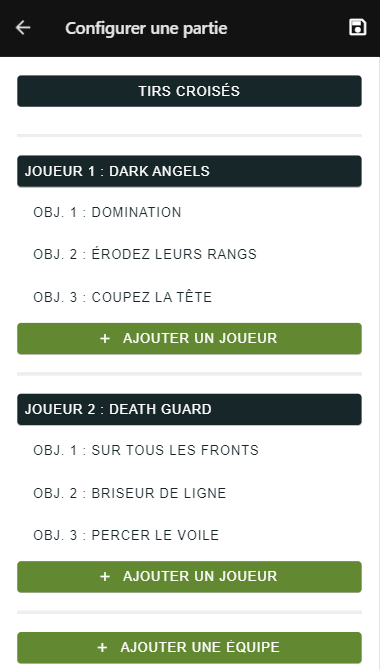 Configurer une partie
TIRS CROISÉS
JOUEUR 1 : DARK ANGELS
OBJ. 1 : DOMINATION
OBJ. 2 : ÉRODEZ LEURS RANGS
OBJ. 3 : COUPEZ LA TÊTE
+ AJOUTER UN JOUEUR
JOUEUR 2 : DEATH GUARD
OBJ. 1 : SUR TOUS LES FRONTS
OBJ. 2 : BRISEUR DE LIGNE
OBJ. 3 : PERCER LE VOILE
+ AJOUTER UN JOUEUR
+ AJOUTER UNE ÉQUIPE